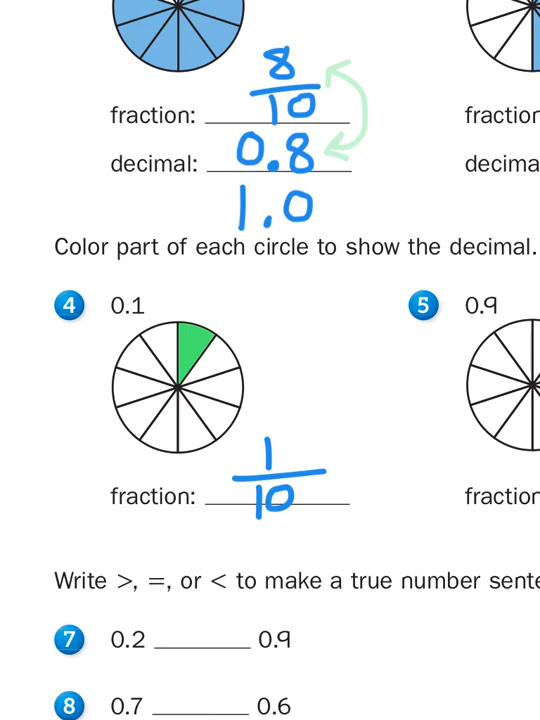 8
10
fraction: fraction
decimal: 0.8 decima
1.0
Color part of each circle to show the decimal.
4 0.1 5 0.9
1
10
fraction: fraction
Write >, =, or < to make a true number sente
7 0.2 0.9
8 0.7 0.6